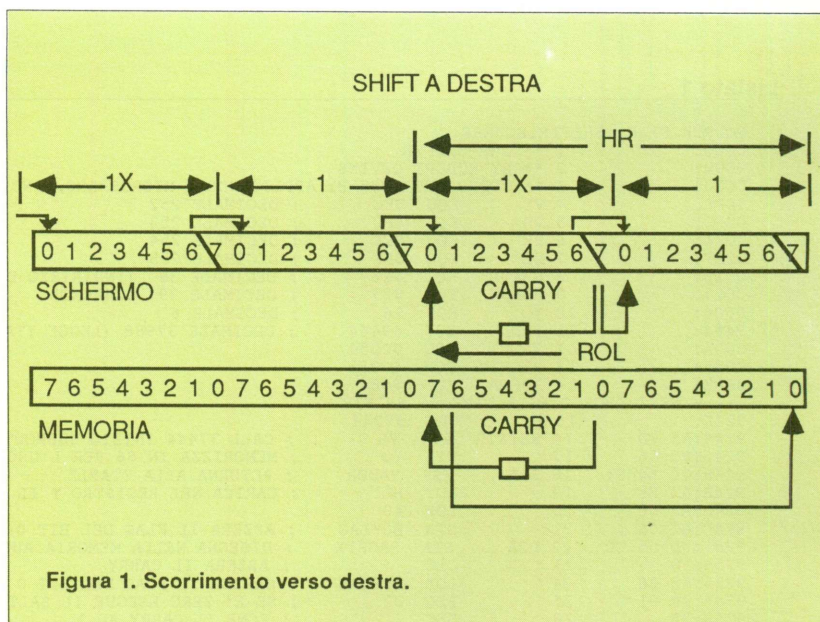 SHIFT A DESTRA
HR
1X 1 1X 1
0 1 2 3 4 5 6 7 0 1 2 3 4 5 6 7 0 1 2 3 4 5 6 7 0 1 2 3 4 5 6 7
SCHERMO CARRY
ROL
7 6 5 4 3 2 1 0 7 6 5 4 3 2 1 0 7 6 5 4 3 2 1 0 7 6 5 4 3 2 1 0
MEMORIA CARRY
Figura 1. Scorrimento verso destra.